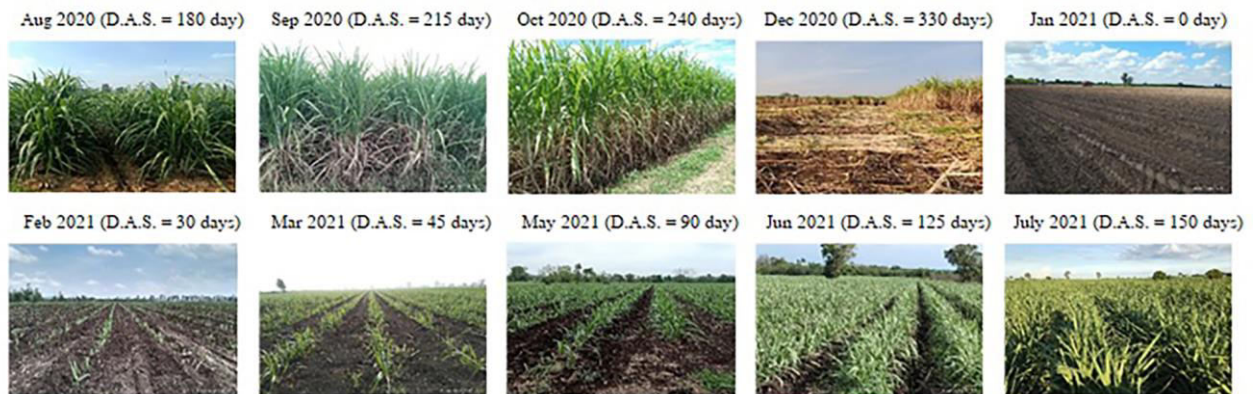 Aug 2020 (D.A.S. = 180 day)
Sep 2020 (D.A.S. = 215 day)
Oct 2020 (D.A.S. = 240 days)
Dec 2020 (D.A.S. = 330 days)
Jan 2021 (D.A.S. = 0 day)
Feb 2021 (D.A.S. = 30 days)
Mar 2021 (D.A.S. = 45 days)
May 2021 (D.A.S. = 90 day)
Jun 2021 (D.A.S. = 125 days)
July 2021 (D.A.S. = 150 days)